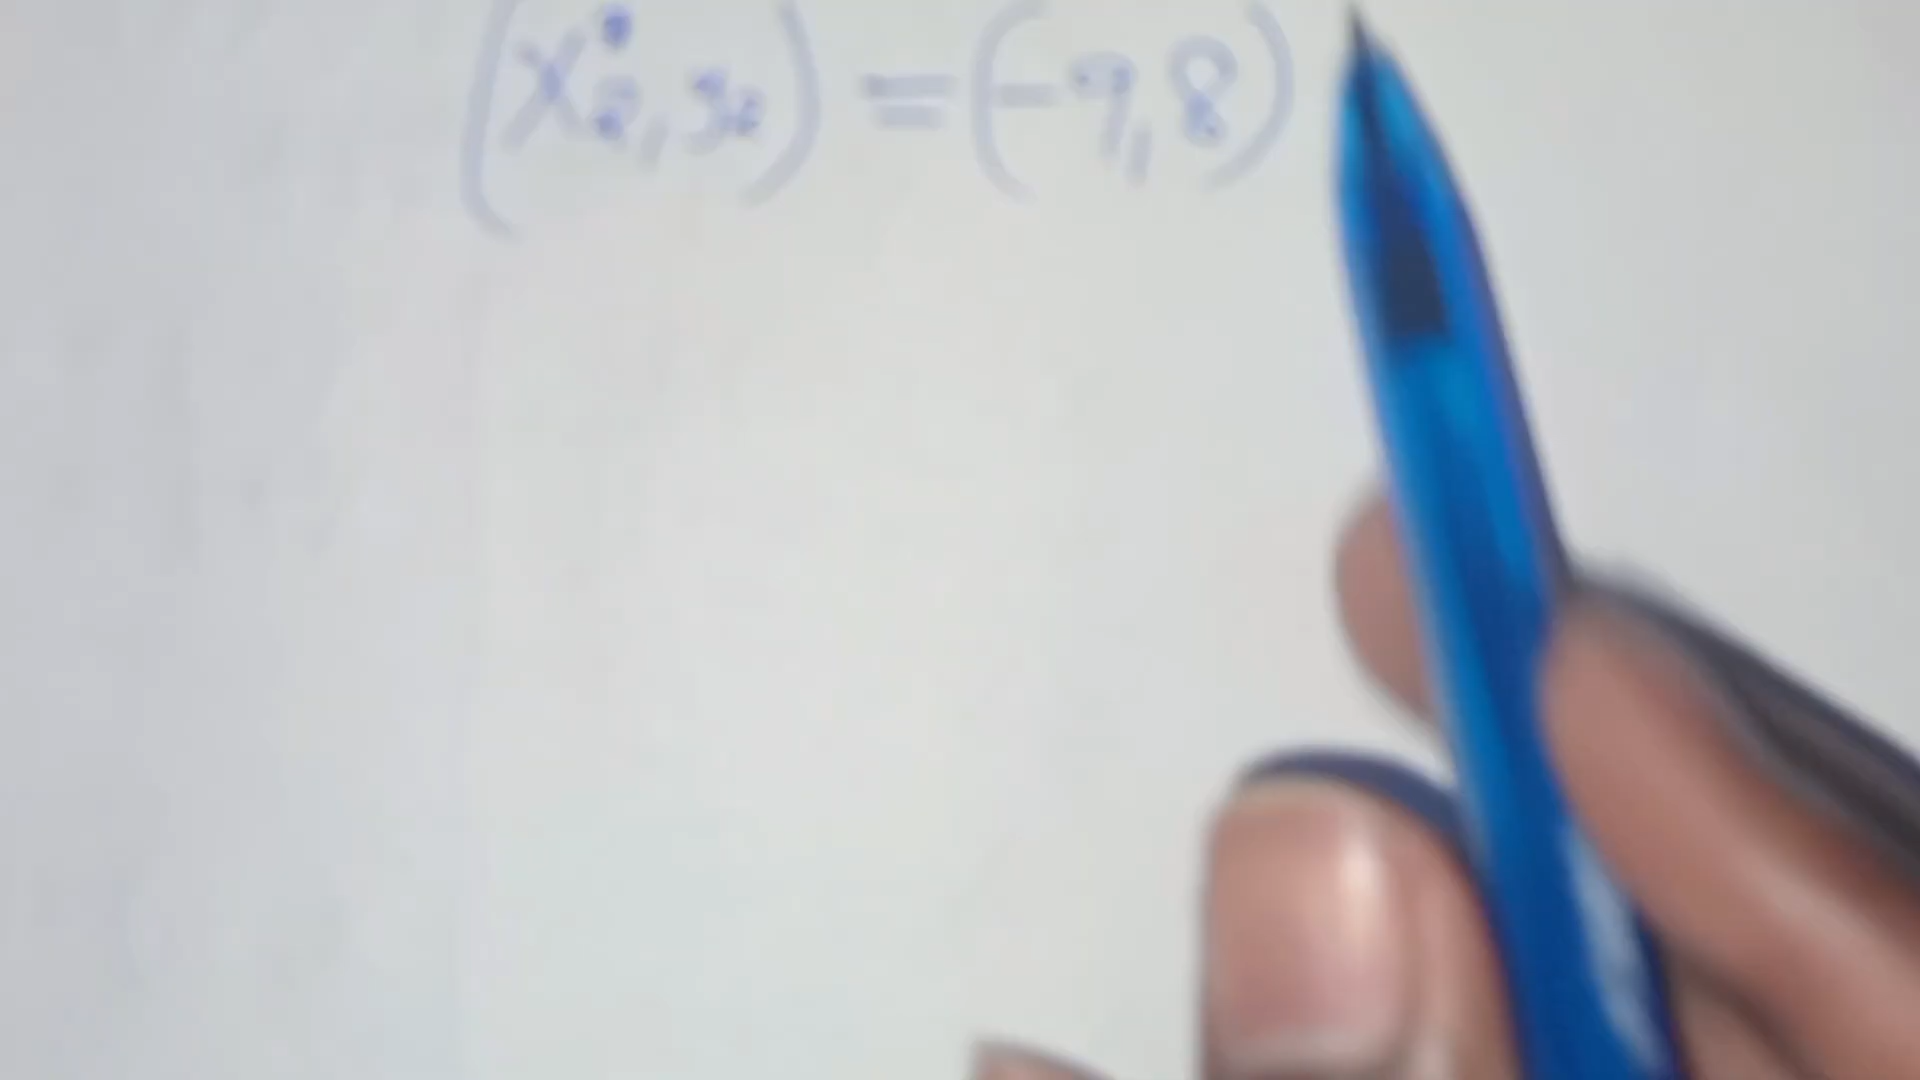 (x₂, y₂) = (-9, 8)